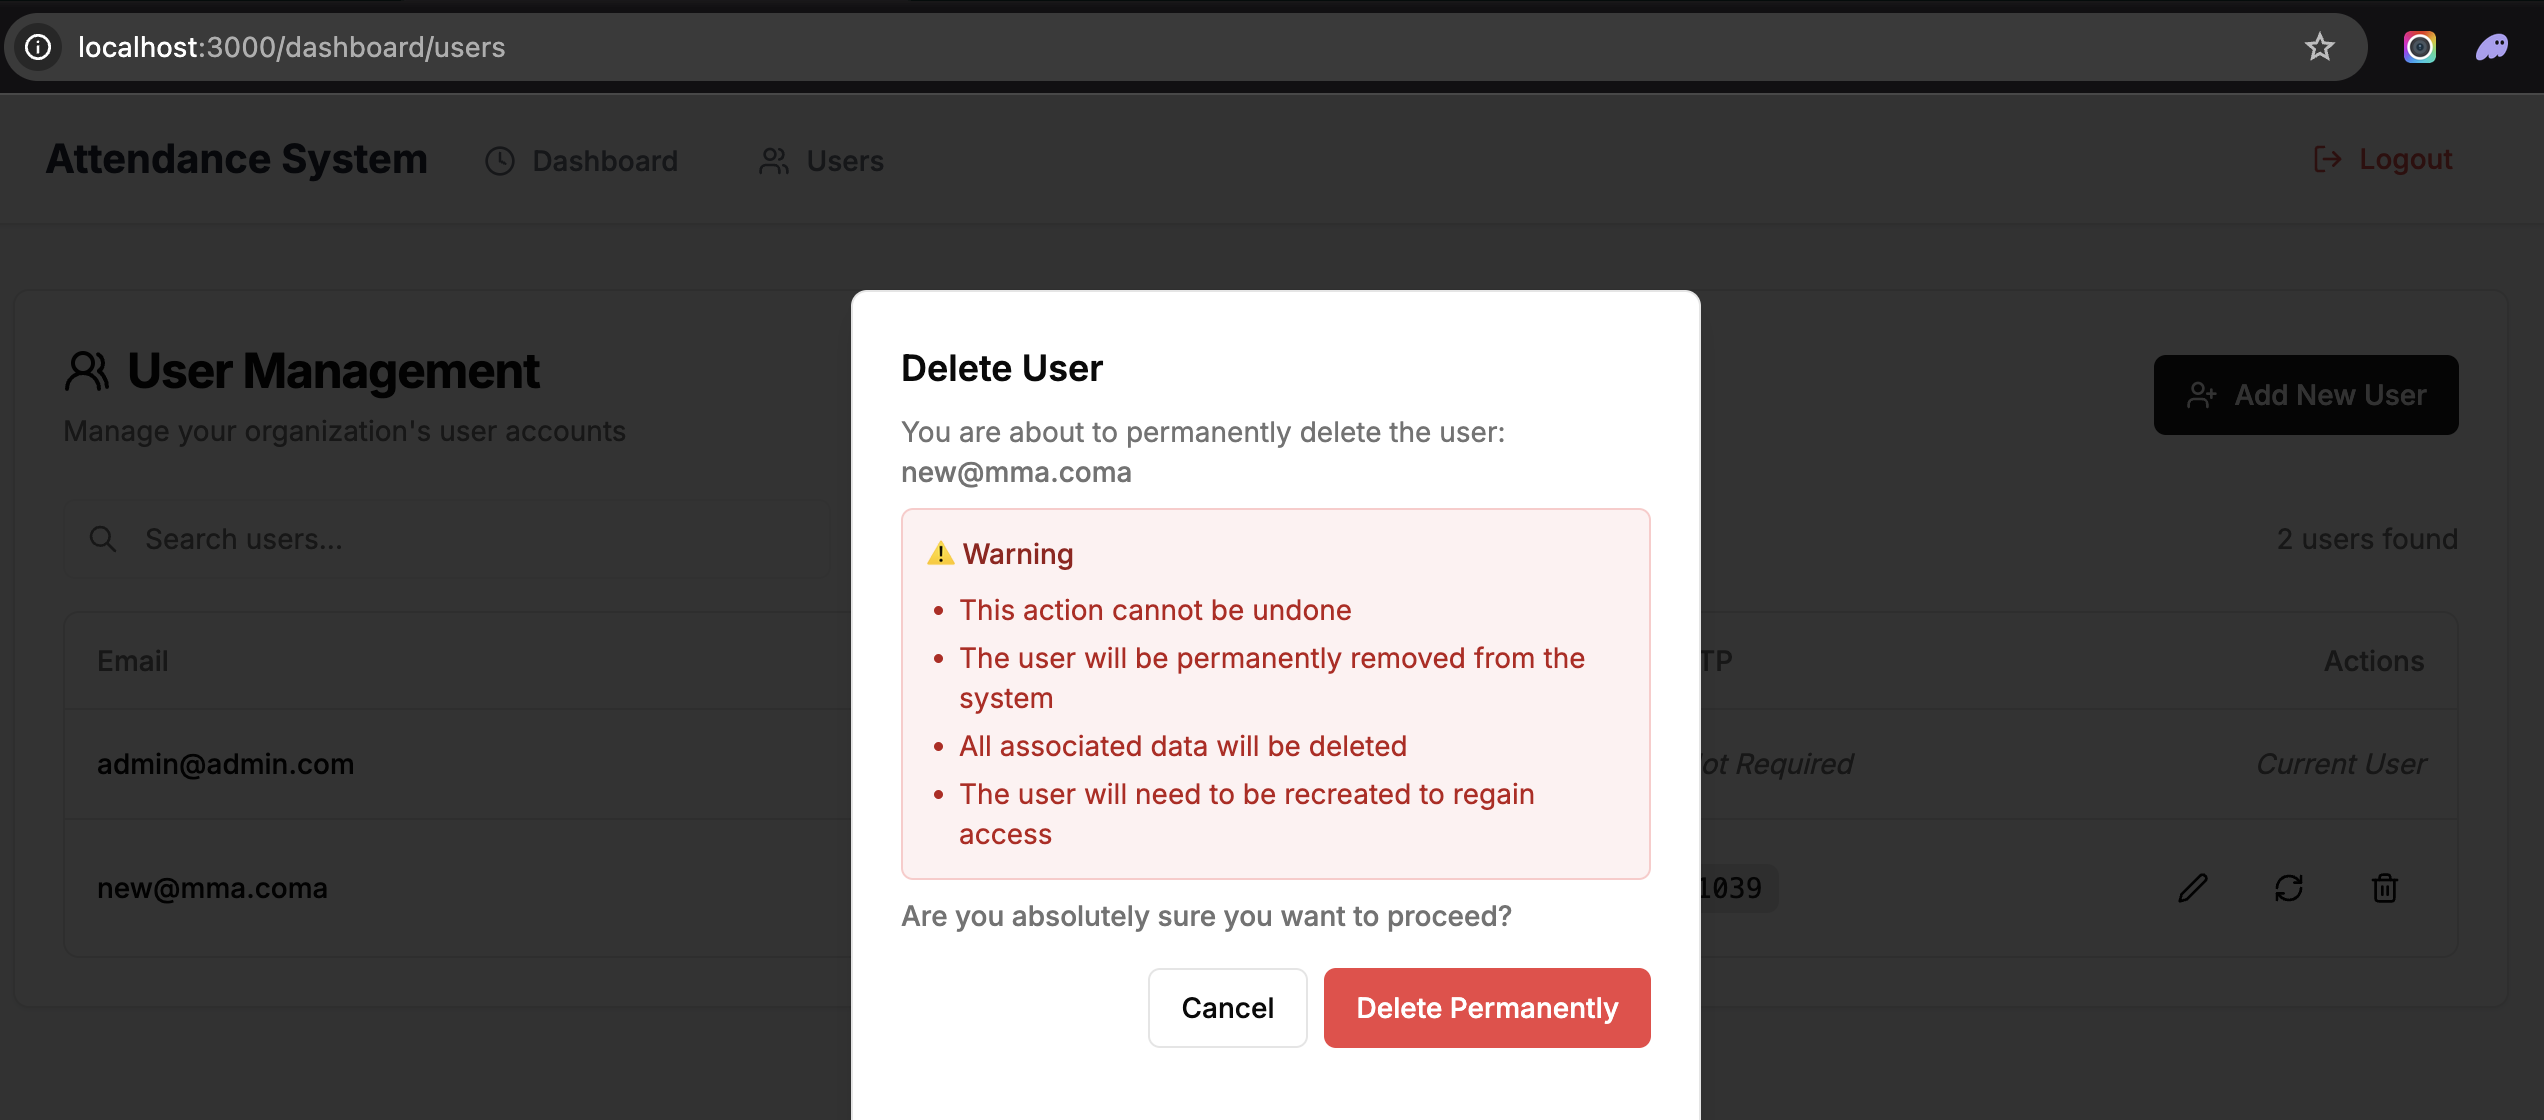 localhost:3000/dashboard/users
Attendance System
Dashboard
Users
Logout
User Management
Manage your organization's user accounts
Add New User
Search users...
2 users found
Email
TP
Actions
admin@admin.com
ot Required
Current User
new@mma.coma
1039
Delete User
You are about to permanently delete the user:
new@mma.coma
⚠️ Warning
• This action cannot be undone
• The user will be permanently removed from the
system
• All associated data will be deleted
• The user will need to be recreated to regain
access
Are you absolutely sure you want to proceed?
Cancel
Delete Permanently